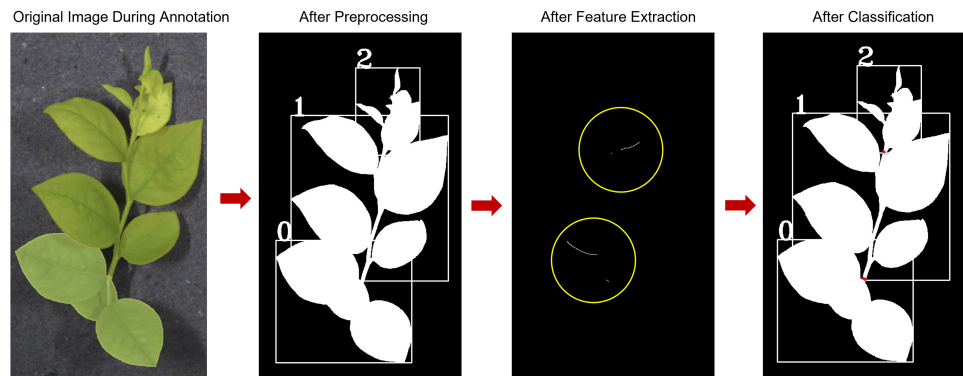 Original Image During Annotation
After Preprocessing
After Feature Extraction
After Classification
2
1
0
2
1
0